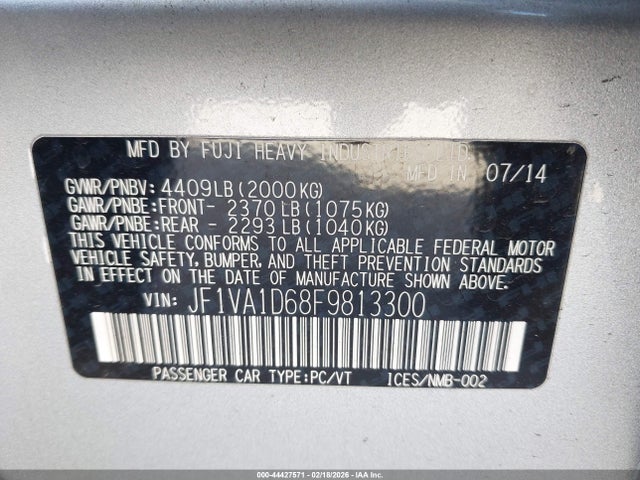 MFD BY FUJI HEAVY INDUSTRIES LTD.
MFD IN 07/14
GVWR/PNBV: 4409LB(2000KG)
GAWR/PNBE:FRONT- 2370LB(1075KG)
GAWR/PNBE:REAR - 2293LB(1040KG)
THIS VEHICLE CONFORMS TO ALL APPLICABLE FEDERAL MOTOR
VEHICLE SAFETY, BUMPER, AND THEFT PREVENTION STANDARDS
IN EFFECT ON THE DATE OF MANUFACTURE SHOWN ABOVE.
VIN: JF1VA1D68F9813300
PASSENGER CAR TYPE:PC/VT ICES/NMB-002
000-44427571 - 02/18/2026 - IAA Inc.